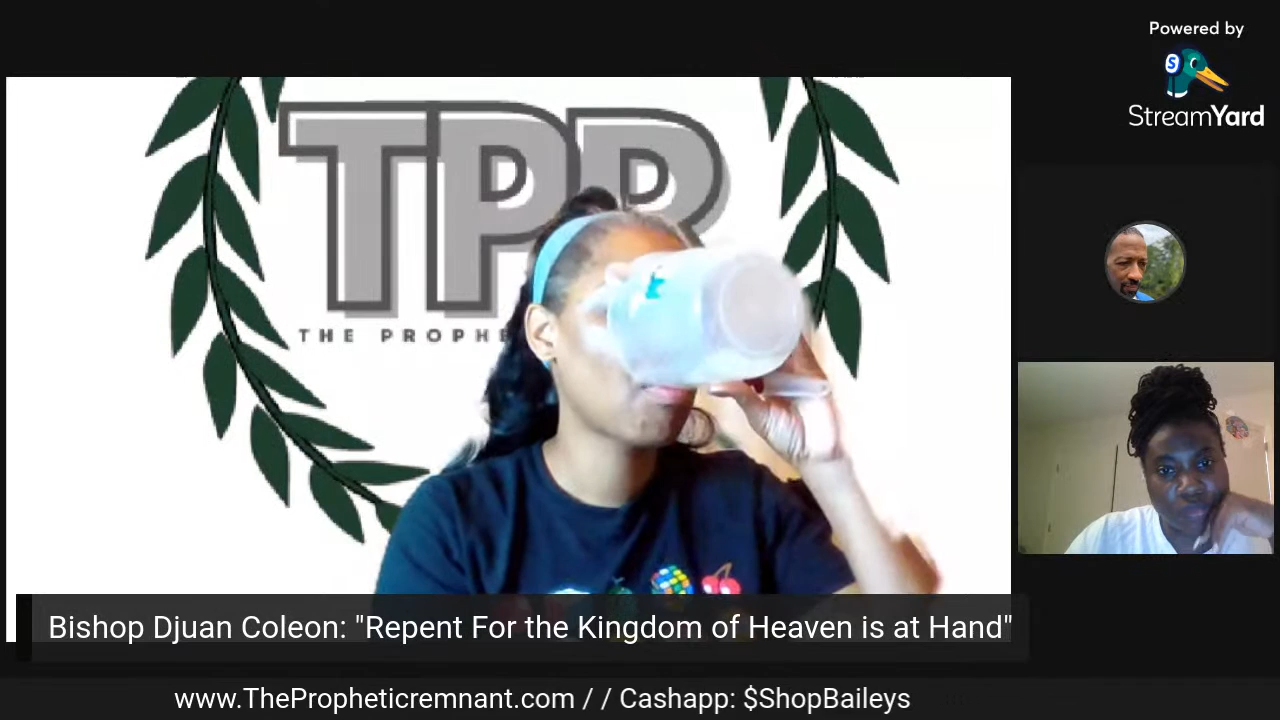 Powered by
S
StreamYard
TPR
THE PROPHE
Bishop Djuan Coleon: "Repent For the Kingdom of Heaven is at Hand"
www.ThePropheticremnant.com / / Cashapp: $ShopBaileys